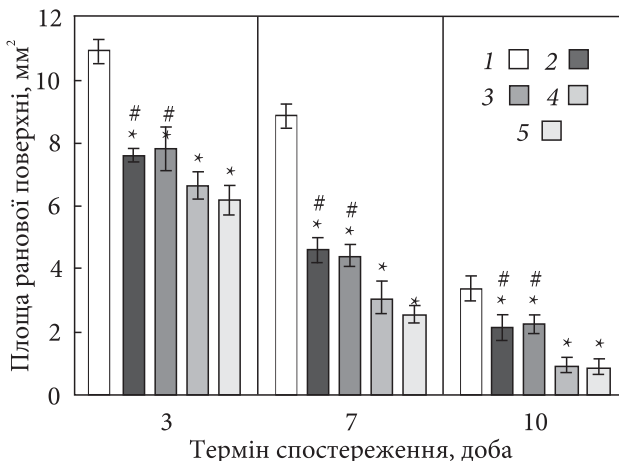 Площа ранової поверхні, мм²
12
10
8
6
4
2
0
# #
* * * *
# #
* * * *
# #
* * * *
1 2
3 4
5
3 7 10
Термін спостереження, доба